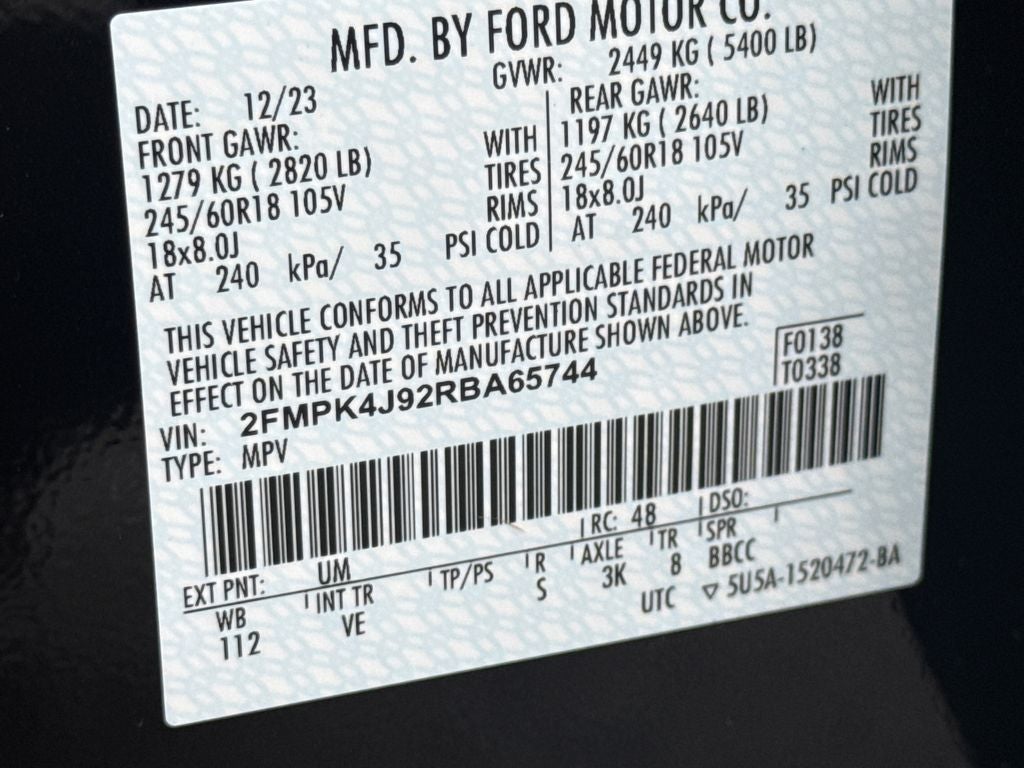 MFD. BY FORD MOTOR CO.
DATE: 12/23 GVWR: 2449 KG ( 5400 LB)
FRONT GAWR: REAR GAWR:
1279 KG ( 2820 LB) WITH 1197 KG ( 2640 LB) WITH
245/60R18 105V TIRES 245/60R18 105V TIRES
18x8.0J RIMS 18x8.0J RIMS
AT 240 kPa/ 35 PSI COLD AT 240 kPa/ 35 PSI COLD
THIS VEHICLE CONFORMS TO ALL APPLICABLE FEDERAL MOTOR
VEHICLE SAFETY AND THEFT PREVENTION STANDARDS IN
EFFECT ON THE DATE OF MANUFACTURE SHOWN ABOVE.
VIN: 2FMPK4J92RBA65744 F0138
TYPE: MPV T0338
EXT PNT: UM RC: 48 DSO:
WB INT TR TP/PS R AXLE TR SPR
112 VE S 3K 8 BBCC
UTC ▽ 5U5A-1520472-BA